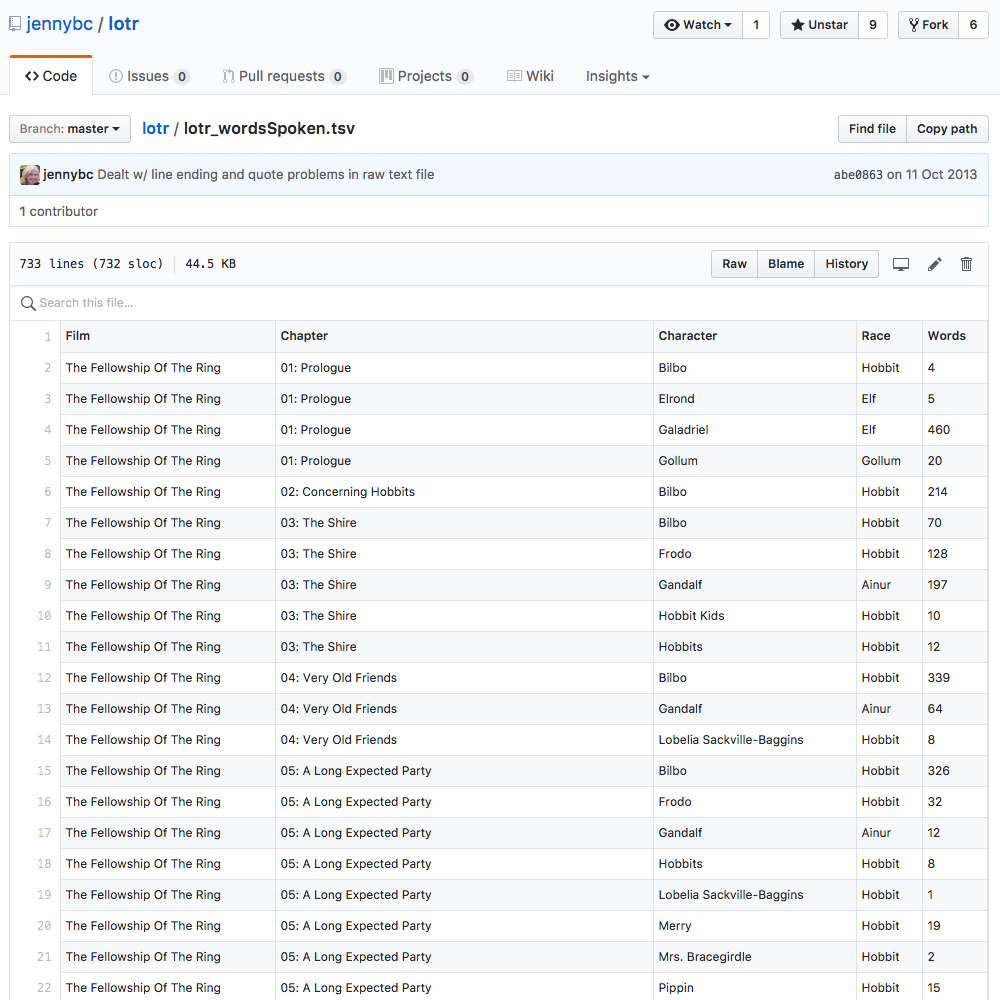 jennybc / lotr Watch 1 Unstar 9 Fork 6
Code Issues 0 Pull requests 0 Projects 0 Wiki Insights
Branch: master lotr / lotr_wordsSpoken.tsv Find file Copy path
jennybc Dealt w/ line ending and quote problems in raw text file abe0863 on 11 Oct 2013
1 contributor
733 lines (732 sloc) 44.5 KB Raw Blame History
Search this file…
1 Film Chapter Character Race Words
2 The Fellowship Of The Ring 01: Prologue Bilbo Hobbit 4
3 The Fellowship Of The Ring 01: Prologue Elrond Elf 5
4 The Fellowship Of The Ring 01: Prologue Galadriel Elf 460
5 The Fellowship Of The Ring 01: Prologue Gollum Gollum 20
6 The Fellowship Of The Ring 02: Concerning Hobbits Bilbo Hobbit 214
7 The Fellowship Of The Ring 03: The Shire Bilbo Hobbit 70
8 The Fellowship Of The Ring 03: The Shire Frodo Hobbit 128
9 The Fellowship Of The Ring 03: The Shire Gandalf Ainur 197
10 The Fellowship Of The Ring 03: The Shire Hobbit Kids Hobbit 10
11 The Fellowship Of The Ring 03: The Shire Hobbits Hobbit 12
12 The Fellowship Of The Ring 04: Very Old Friends Bilbo Hobbit 339
13 The Fellowship Of The Ring 04: Very Old Friends Gandalf Ainur 64
14 The Fellowship Of The Ring 04: Very Old Friends Lobelia Sackville-Baggins Hobbit 8
15 The Fellowship Of The Ring 05: A Long Expected Party Bilbo Hobbit 326
16 The Fellowship Of The Ring 05: A Long Expected Party Frodo Hobbit 32
17 The Fellowship Of The Ring 05: A Long Expected Party Gandalf Ainur 12
18 The Fellowship Of The Ring 05: A Long Expected Party Hobbits Hobbit 8
19 The Fellowship Of The Ring 05: A Long Expected Party Lobelia Sackville-Baggins Hobbit 1
20 The Fellowship Of The Ring 05: A Long Expected Party Merry Hobbit 19
21 The Fellowship Of The Ring 05: A Long Expected Party Mrs. Bracegirdle Hobbit 2
22 The Fellowship Of The Ring 05: A Long Expected Party Pippin Hobbit 15